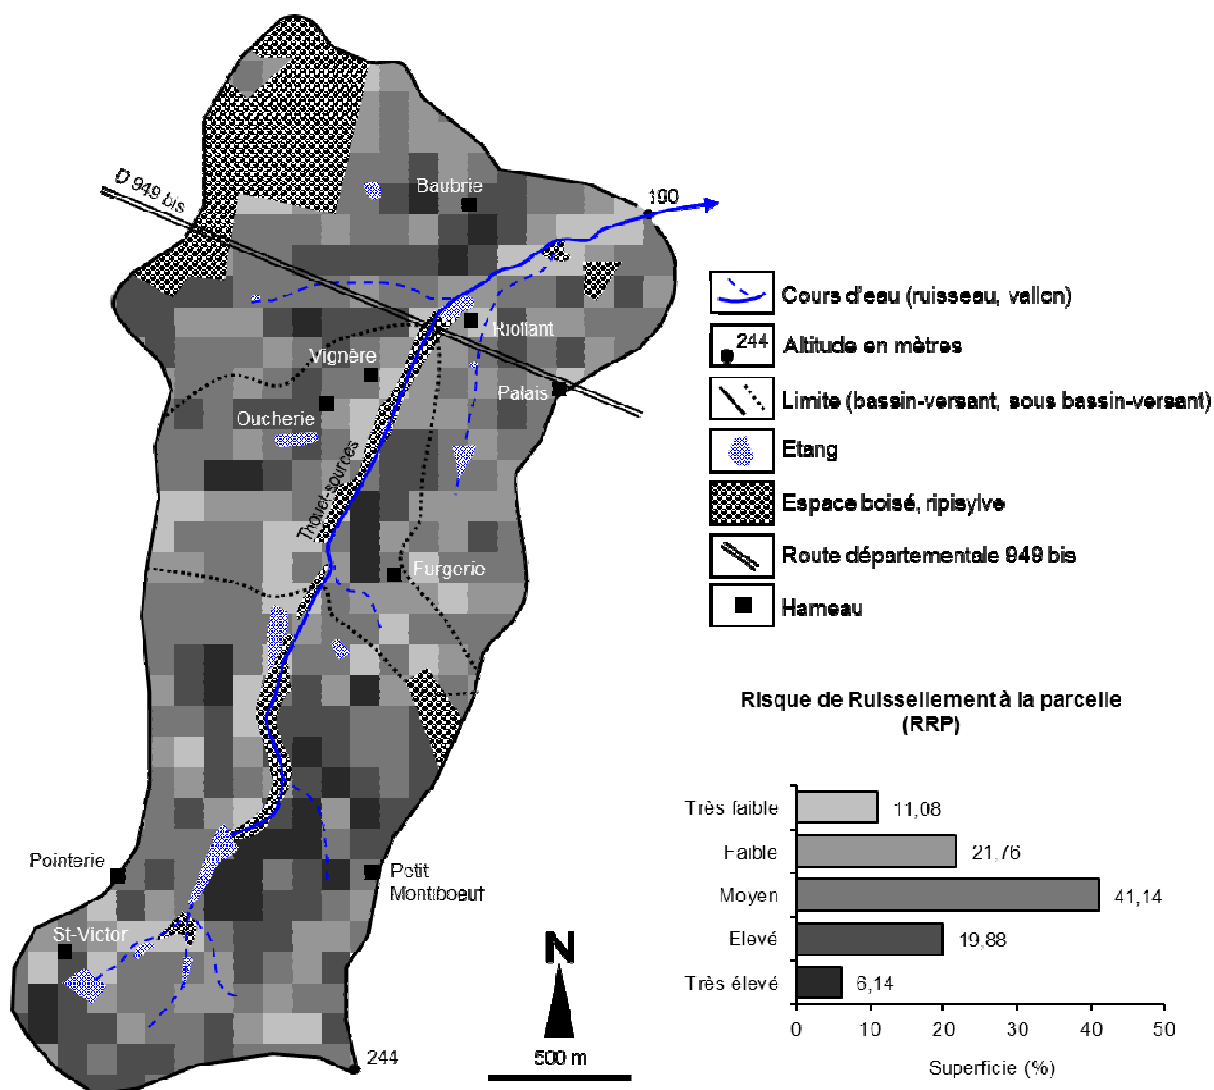 D 949 bis
Baubrie
190
Riollant
Vignère
Palais
Oucherie
Thouet-sources
Furgerie
Pointerie
Petit
Montboeuf
St-Victor
244
N
500 m
Cours d'eau (ruisseau, vallon)
244
Altitude en mètres
Limite (bassin-versant, sous bassin-versant)
Etang
Espace boisé, ripisylve
Route départementale 949 bis
Hameau
Risque de Ruissellement à la parcelle
(RRP)
Très faible
11,08
Faible
21,76
Moyen
41,14
Elevé
19,88
Très élevé
6,14
0 10 20 30 40 50
Superficie (%)